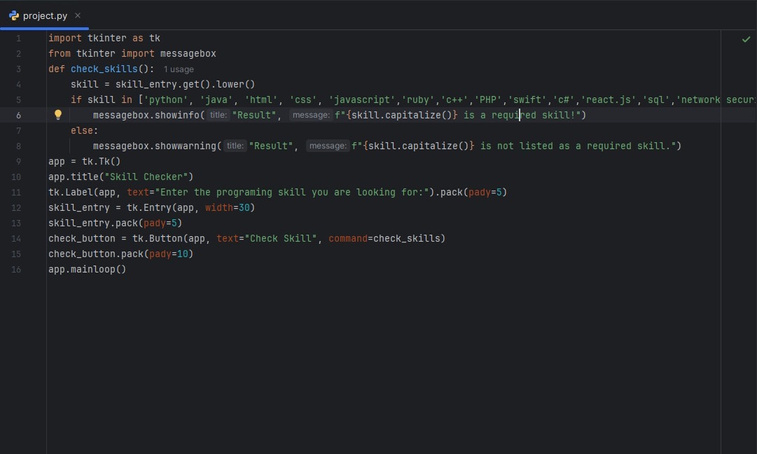 project.py
1 import tkinter as tk
2 from tkinter import messagebox
3 def check_skills(): 1 usage
4 skill = skill_entry.get().lower()
5 if skill in ['python', 'java', 'html', 'css', 'javascript','ruby','c++','PHP','swift','c#','react.js','sql','network secur
6 messagebox.showinfo( title: "Result", message: f"{skill.capitalize()} is a required skill!")
7 else:
8 messagebox.showwarning( title: "Result", message: f"{skill.capitalize()} is not listed as a required skill.")
9 app = tk.Tk()
10 app.title("Skill Checker")
11 tk.Label(app, text="Enter the programing skill you are looking for:").pack(pady=5)
12 skill_entry = tk.Entry(app, width=30)
13 skill_entry.pack(pady=5)
14 check_button = tk.Button(app, text="Check Skill", command=check_skills)
15 check_button.pack(pady=10)
16 app.mainloop()